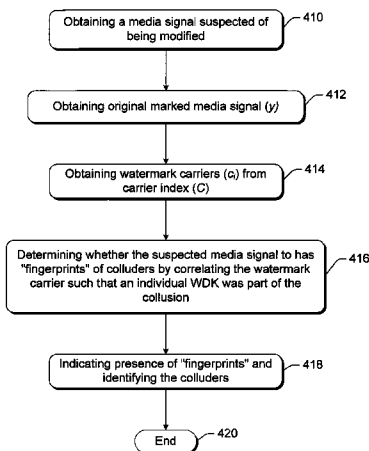 Obtaining a media signal suspected of
being modified
410
Obtaining original marked media signal (y)
412
Obtaining watermark carriers (ci) from
carrier index (C)
414
Determining whether the suspected media signal to has
"fingerprints" of colluders by correlating the watermark
carrier such that an individual WDK was part of the
collusion
416
Indicating presence of "fingerprints" and
identifying the colluders
418
End
420